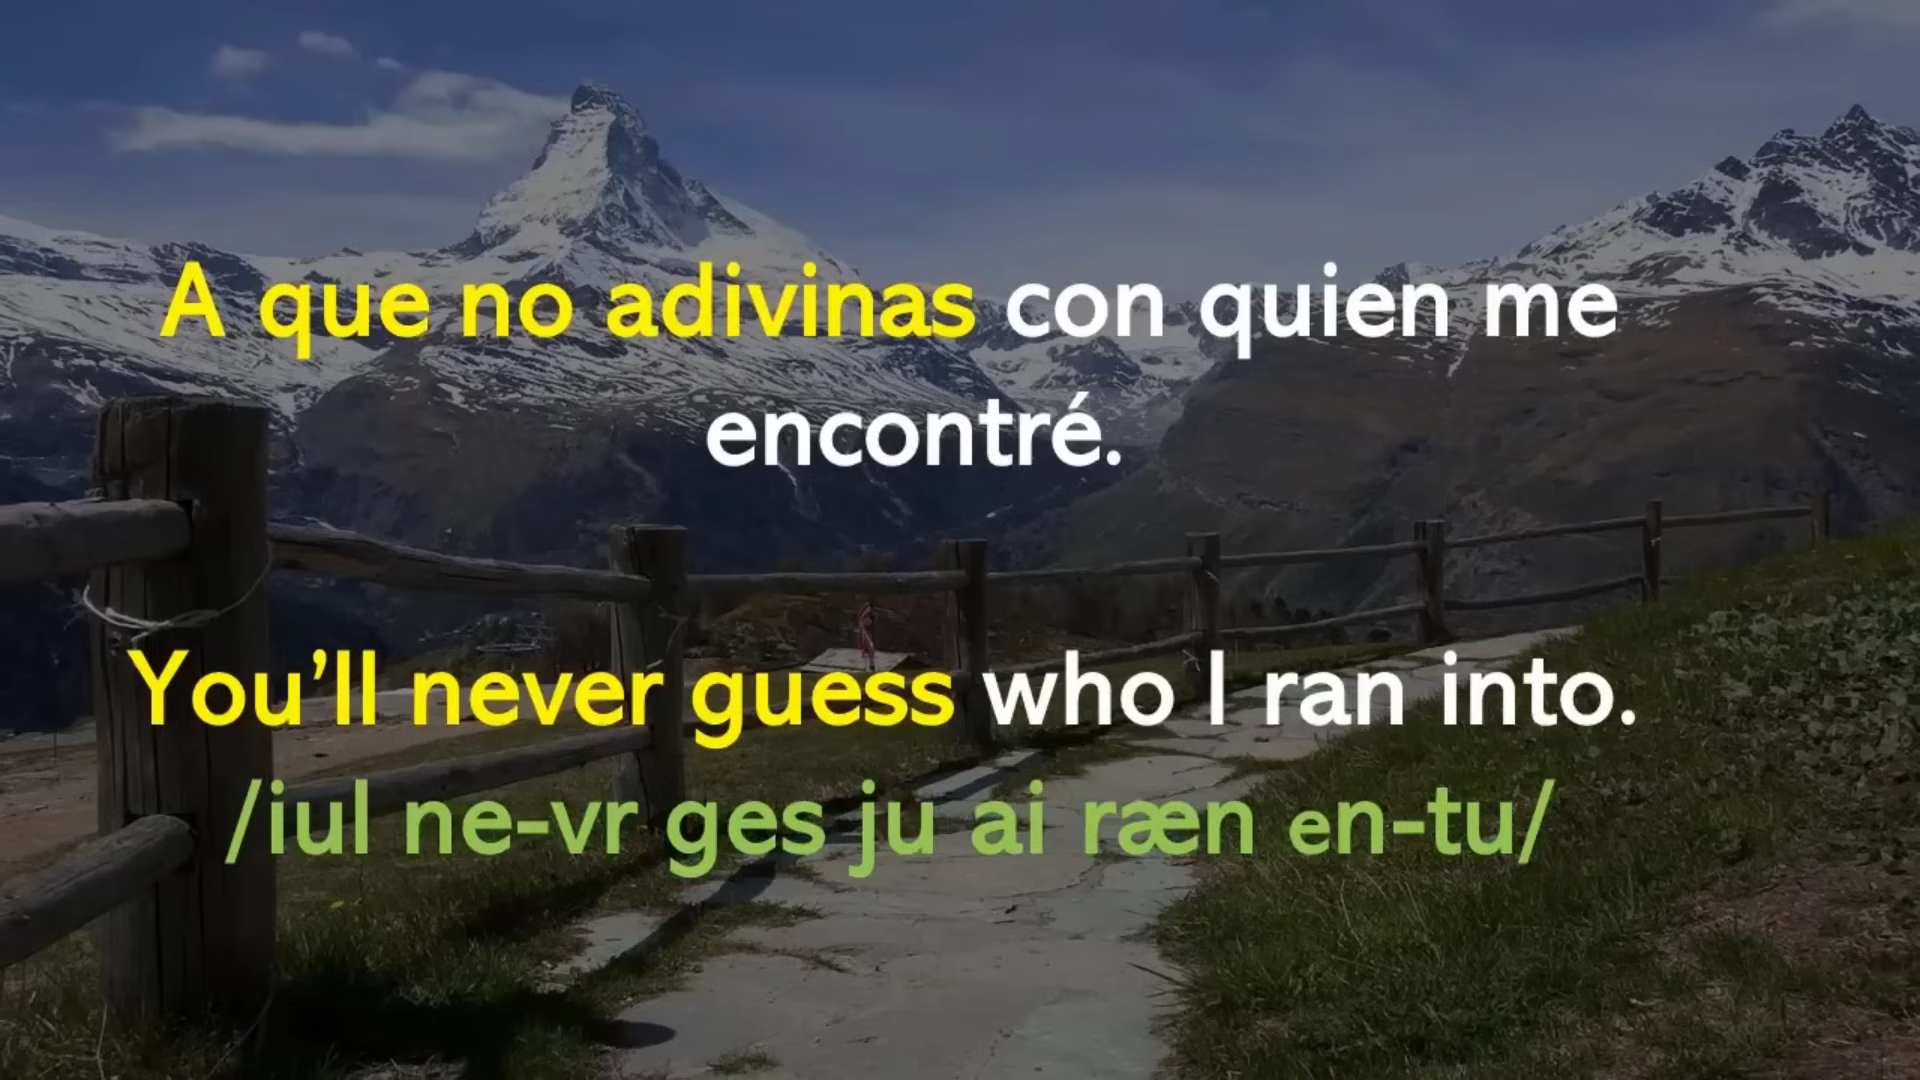 A que no adivinas con quien me
encontré.
You’ll never guess who I ran into.
/iul ne-vr ges ju ai ræn en-tu/